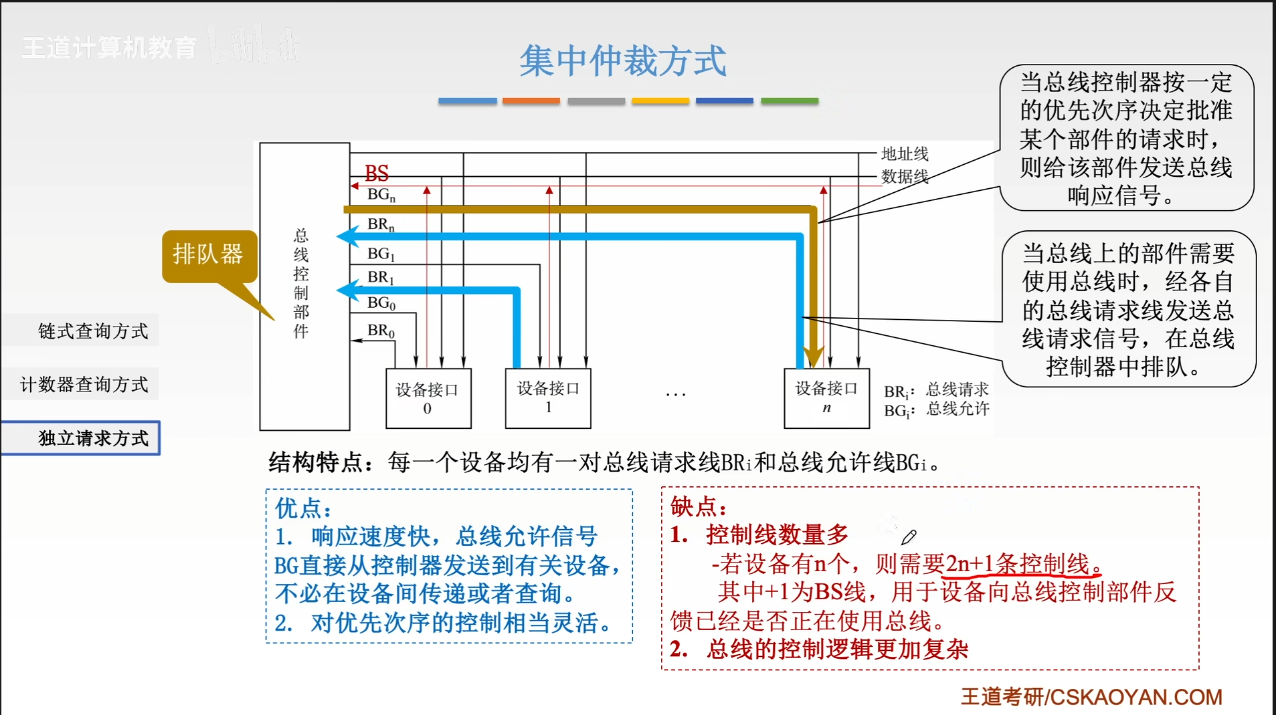 王道计算机教育
集中仲裁方式
当总线控制器按一定
的优先次序决定批准
某个部件的请求时，
则给该部件发送总线
响应信号。
地址线
数据线
BS
BGn
BRn
BG1
BR1
BG0
BR0
总
线
控
制
部
件
排队器
当总线上的部件需要
使用总线时，经各自
的总线请求线发送总
线请求信号，在总线
控制器中排队。
链式查询方式
计数器查询方式
独立请求方式
设备接口
0
设备接口
1
…
设备接口
n
BRi：总线请求
BGi：总线允许
结构特点：每一个设备均有一对总线请求线BRi和总线允许线BGi。
优点：
1. 响应速度快，总线允许信号
BG直接从控制器发送到有关设备，
不必在设备间传递或者查询。
2. 对优先次序的控制相当灵活。
缺点：
1. 控制线数量多
-若设备有n个，则需要2n+1条控制线。
其中+1为BS线，用于设备向总线控制部件反
馈已经是否正在使用总线。
2. 总线的控制逻辑更加复杂
王道考研/CSKAOYAN.COM